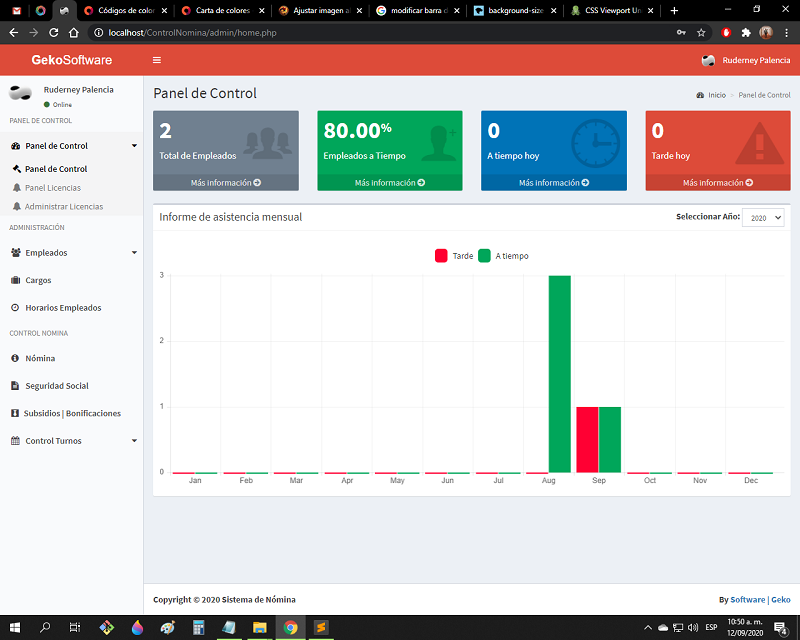 Códigos de color
Carta de colores
Ajustar imagen al
modificar barra d
background-size
CSS Viewport Un
localhost/ControlNomina/admin/home.php
GekoSoftware
Ruderney Palencia
Ruderney Palencia
Online
PANEL DE CONTROL
Panel de Control
Panel de Control
Panel Licencias
Administrar Licencias
ADMINISTRACIÓN
Empleados
Cargos
Horarios Empleados
CONTROL NOMINA
Nómina
Seguridad Social
Subsidios | Bonificaciones
Control Turnos
Panel de Control
Inicio > Panel de Control
2
Total de Empleados
Más información
80.00%
Empleados a Tiempo
Más información
0
A tiempo hoy
Más información
0
Tarde hoy
Más información
Informe de asistencia mensual
Seleccionar Año: 2020
Tarde A tiempo
3
2
1
0
Jan Feb Mar Apr May Jun Jul Aug Sep Oct Nov Dec
Copyright © 2020 Sistema de Nómina
By Software | Geko
ESP
10:50 a. m.
12/09/2020
4